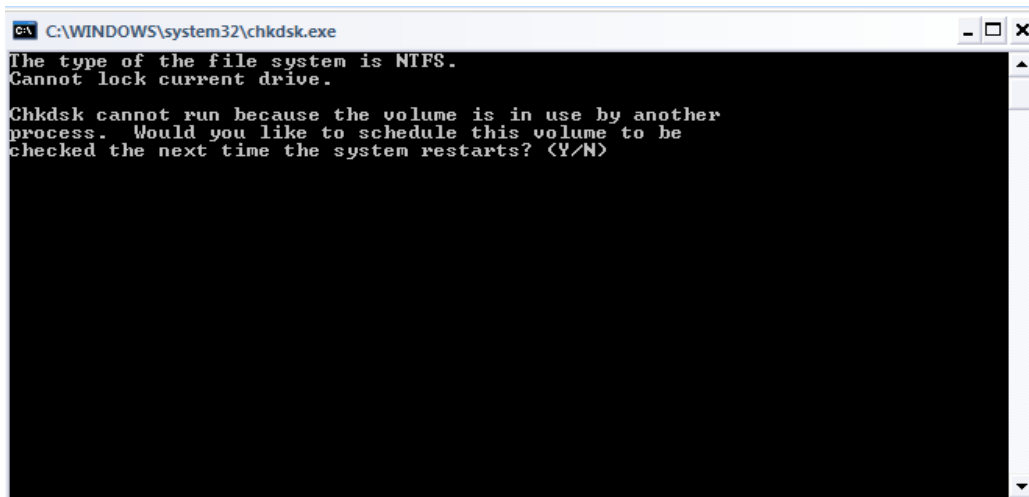 C:\WINDOWS\system32\chkdsk.exe
The type of the file system is NTFS.
Cannot lock current drive.
Chkdsk cannot run because the volume is in use by another
process.  Would you like to schedule this volume to be
checked the next time the system restarts? (Y/N)